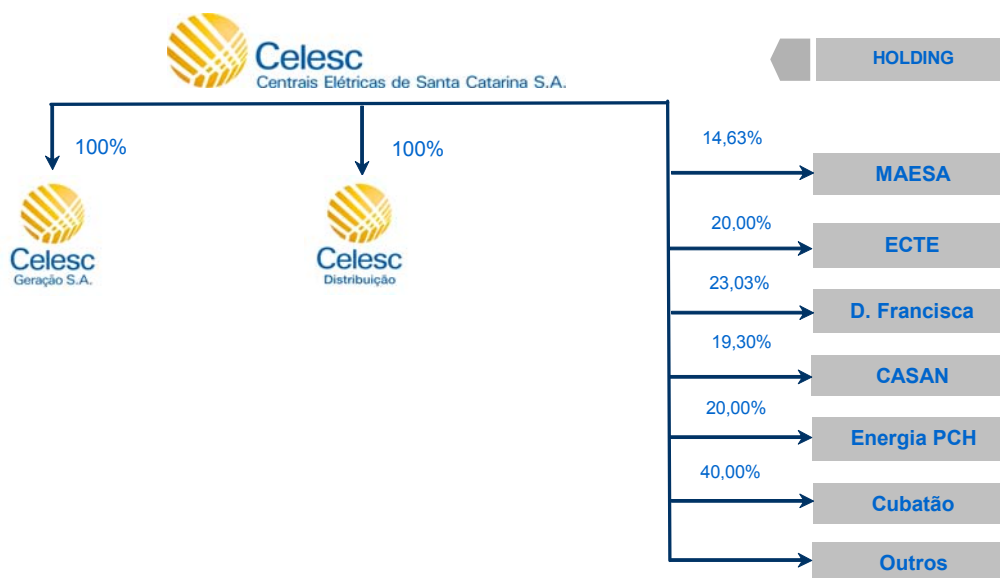 Celesc
Centrais Elétricas de Santa Catarina S.A.
HOLDING
100%
100%
Celesc
Geração S.A.
Celesc
Distribuição
14,63%
MAESA
20,00%
ECTE
23,03%
D. Francisca
19,30%
CASAN
20,00%
Energia PCH
40,00%
Cubatão
Outros